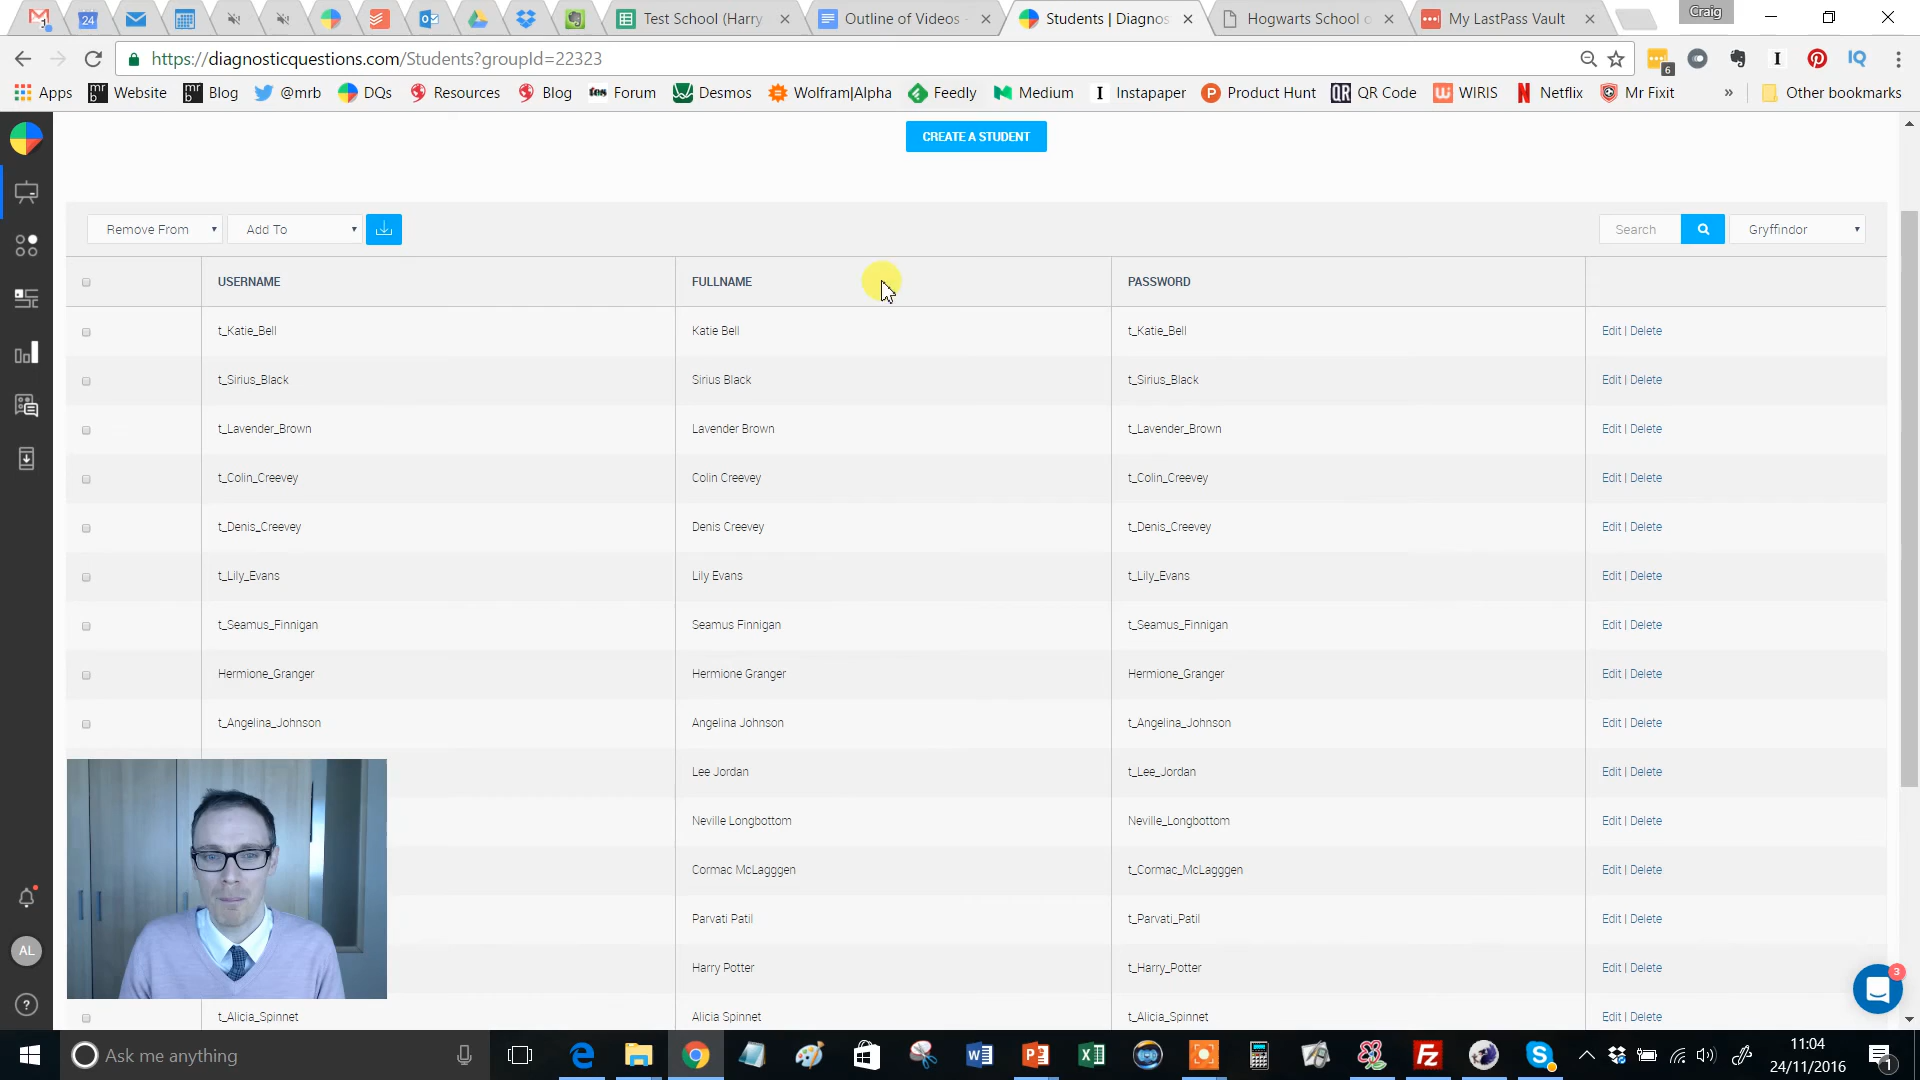 Craig
24
Test School (Harry
Outline of Videos -
Students | Diagnos
Hogwarts School o
My LastPass Vault
https://diagnosticquestions.com/Students?groupId=22323
6
Apps
Website
Blog
@mrb
DQs
Resources
Blog
Forum
Desmos
Wolfram|Alpha
Feedly
Medium
Instapaper
Product Hunt
QR Code
WIRIS
Netflix
Mr Fixit
»
Other bookmarks
CREATE A STUDENT
Remove From
Add To
Search
Gryffindor
USERNAME FULLNAME PASSWORD
t_Katie_Bell Katie Bell t_Katie_Bell Edit | Delete
t_Sirius_Black Sirius Black t_Sirius_Black Edit | Delete
t_Lavender_Brown Lavender Brown t_Lavender_Brown Edit | Delete
t_Colin_Creevey Colin Creevey t_Colin_Creevey Edit | Delete
t_Denis_Creevey Denis Creevey t_Denis_Creevey Edit | Delete
t_Lily_Evans Lily Evans t_Lily_Evans Edit | Delete
t_Seamus_Finnigan Seamus Finnigan t_Seamus_Finnigan Edit | Delete
Hermione_Granger Hermione Granger Hermione_Granger Edit | Delete
t_Angelina_Johnson Angelina Johnson t_Angelina_Johnson Edit | Delete
Lee Jordan t_Lee_Jordan Edit | Delete
Neville Longbottom Neville_Longbottom Edit | Delete
Cormac McLagggen t_Cormac_McLagggen Edit | Delete
Parvati Patil t_Parvati_Patil Edit | Delete
Harry Potter t_Harry_Potter Edit | Delete
t_Alicia_Spinnet Alicia Spinnet t_Alicia_Spinnet Edit | Delete
AL
3
Ask me anything
11:04
24/11/2016
1